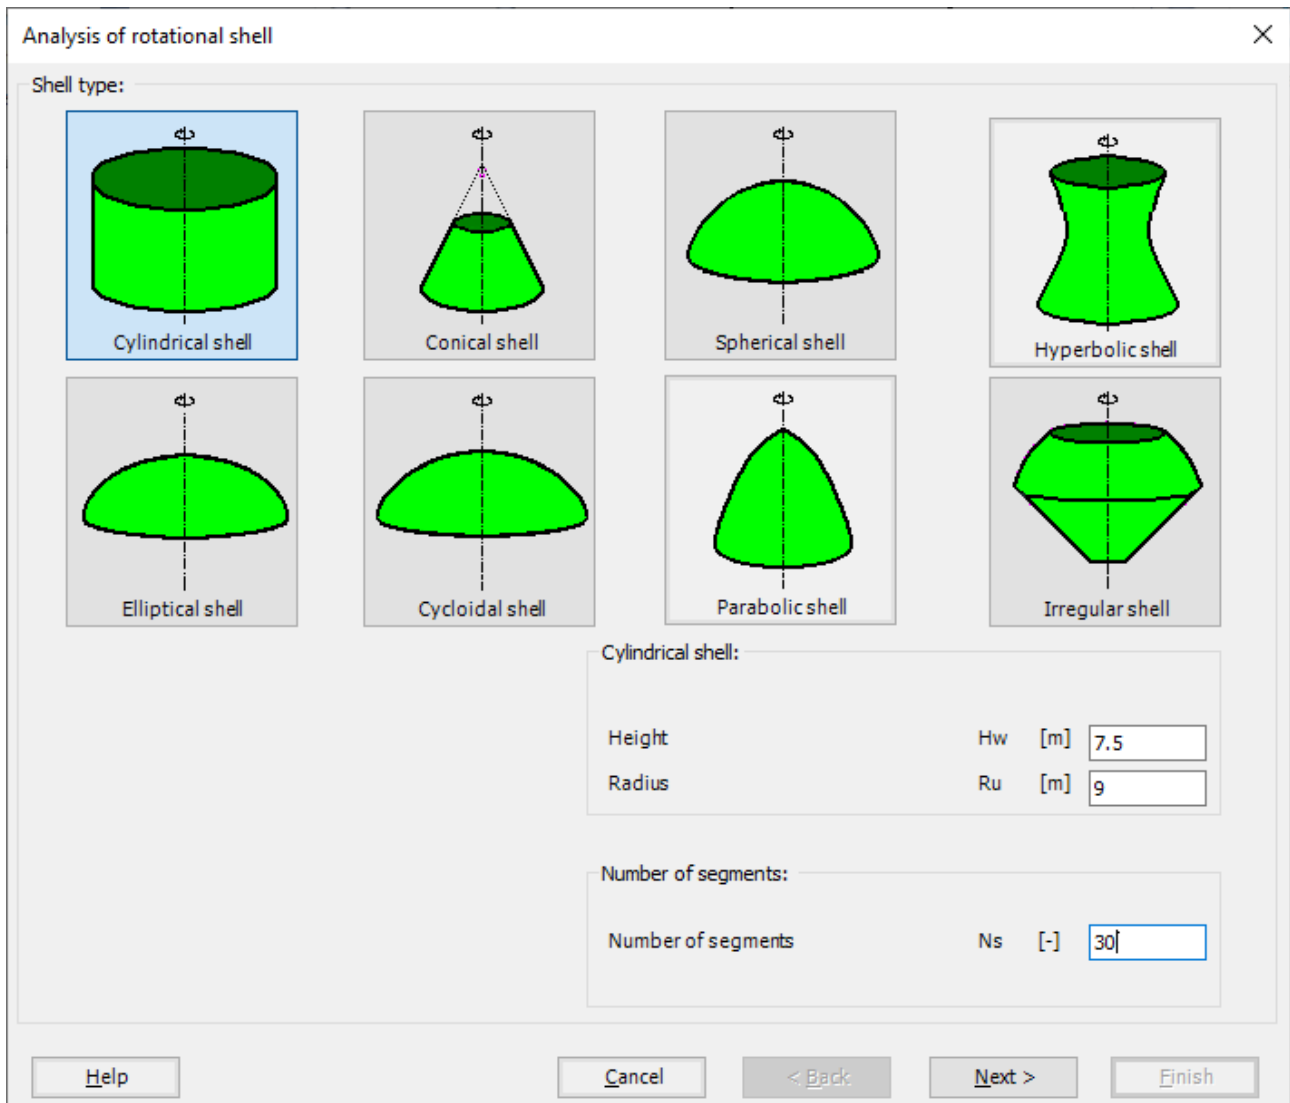 Analysis of rotational shell
Shell type:
Cylindrical shell
Conical shell
Spherical shell
Hyperbolic shell
Elliptical shell
Cycloidal shell
Parabolic shell
Irregular shell
Cylindrical shell:
Height Hw [m] 7.5
Radius Ru [m] 9
Number of segments:
Number of segments Ns [-] 30
Help Cancel < Back Next > Finish